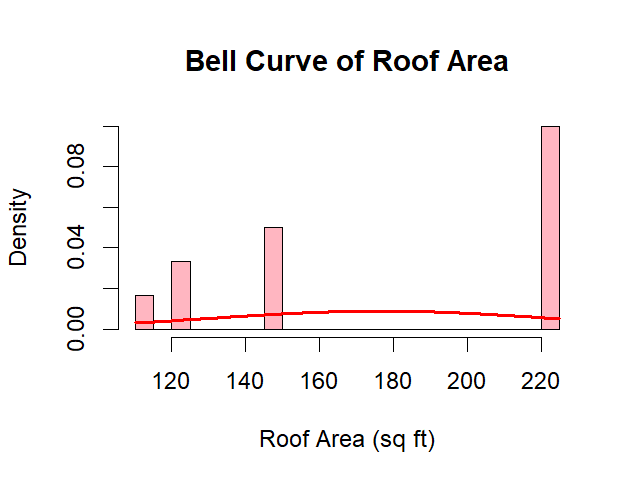 Bell Curve of Roof Area
Density
0.08
0.04
0.00
120 140 160 180 200 220
Roof Area (sq ft)